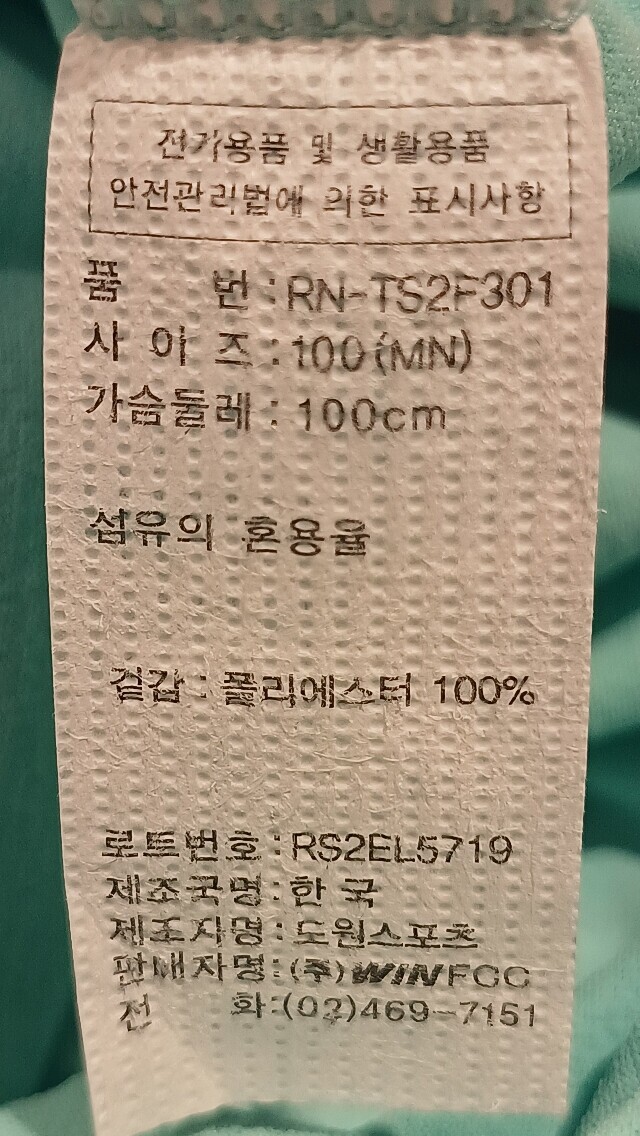 전기용품 및 생활용품
안전관리법에 의한 표시사항
품 번 : RN-TS2F301
사 이 즈 : 100(MN)
가슴둘레 : 100cm
섬유의 혼용율
겉감 : 폴리에스터 100%
로트번호 : RS2EL5719
제조국명 : 한 국
제조자명 : 도원스포츠
판매자명 : (주)WINFCC
전 화:(02)469-7151